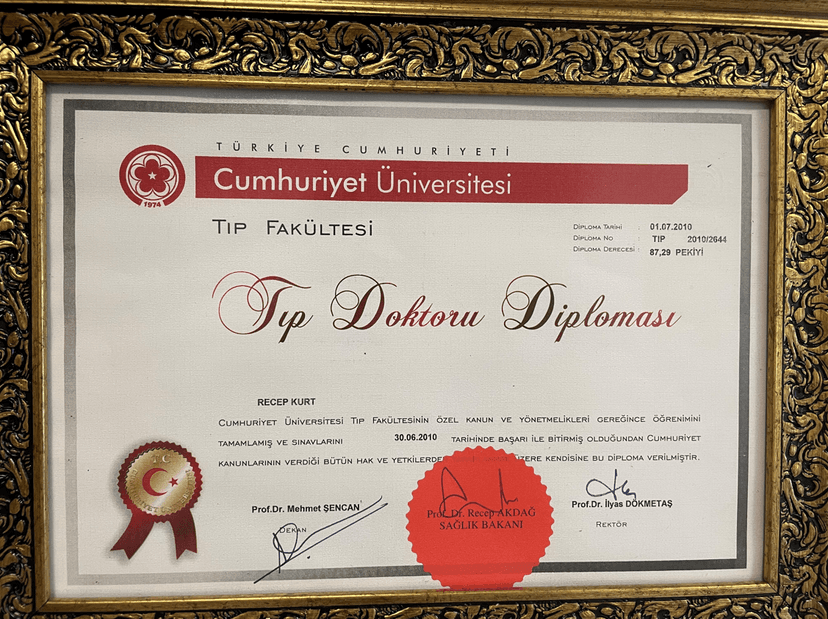 TÜRKİYE CUMHURİYETİ
Cumhuriyet Üniversitesi
1974
TIP FAKÜLTESİ
DİPLOMA TARİHİ : 01.07.2010
DİPLOMA NO : TIP 2010/2644
DİPLOMA DERECESİ : 87,29 PEKİYİ
Tıp Doktoru Diploması
RECEP KURT
CUMHURİYET ÜNİVERSİTESİ TIP FAKÜLTESİNİN ÖZEL KANUN VE YÖNETMELİKLERİ GEREĞİNCE ÖĞRENİMİNİ
TAMAMLAMIŞ VE SINAVLARINI 30.06.2010 TARİHİNDE BAŞARI İLE BİTİRMİŞ OLDUĞUNDAN CUMHURİYET
KANUNLARININ VERDİĞİ BÜTÜN HAK VE YETKİLERDE ÜZERE KENDİSİNE BU DİPLOMA VERİLMİŞTİR.
T.C.
Prof.Dr. Mehmet ŞENCAN
DEKAN
Prof. Dr. Recep AKDAĞ
SAĞLIK BAKANI
Prof.Dr. İlyas DÖKMETAŞ
REKTÖR